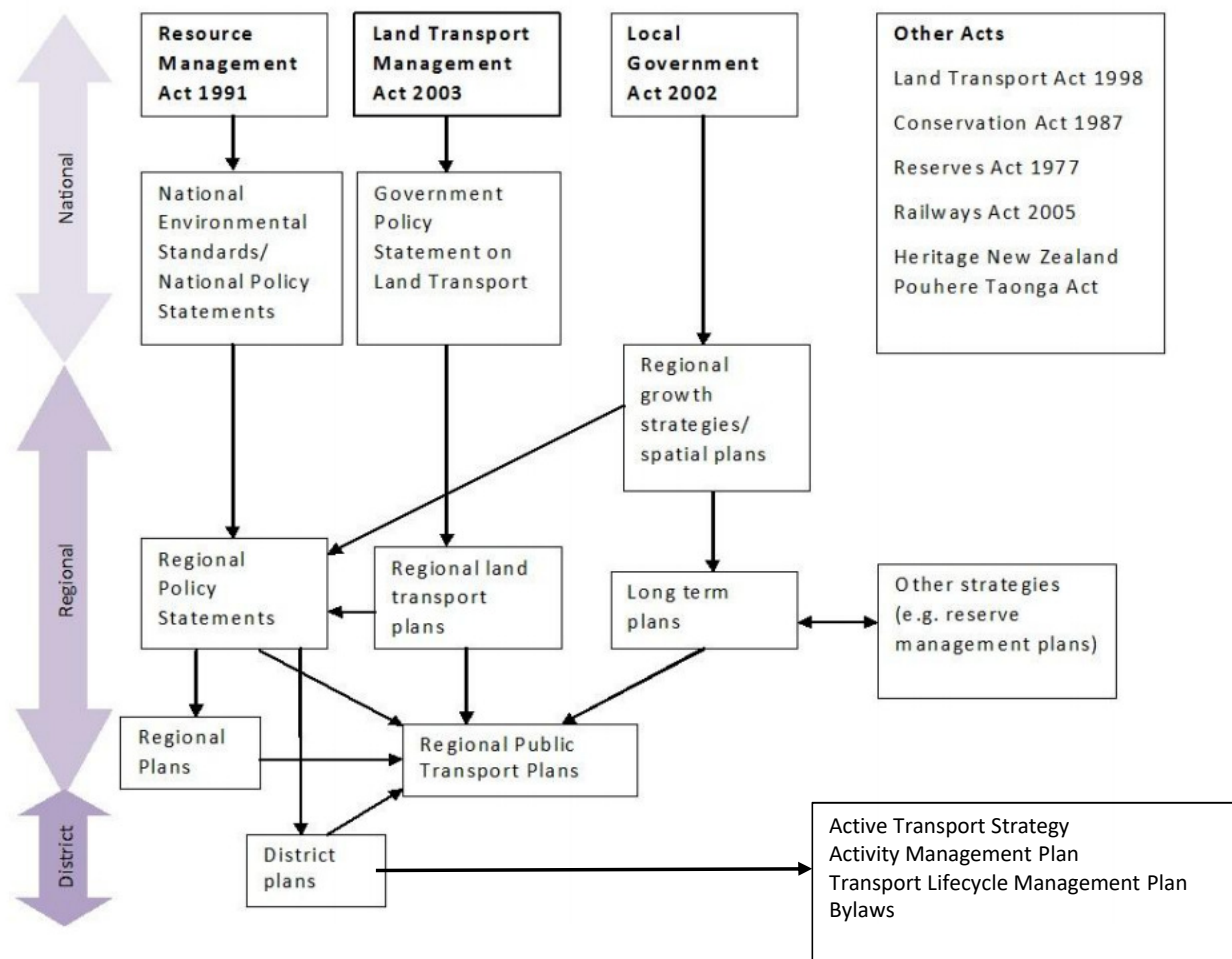 Resource
Management
Act 1991
Land Transport
Management
Act 2003
Local
Government
Act 2002
Other Acts
Land Transport Act 1998
Conservation Act 1987
Reserves Act 1977
Railways Act 2005
Heritage New Zealand
Pouhere Taonga Act
National
National
Environmental
Standards/
National Policy
Statements
Government
Policy
Statement on
Land Transport
Regional
growth
strategies/
spatial plans
Regional
Regional
Policy
Statements
Regional land
transport
plans
Long term
plans
Other strategies
(e.g. reserve
management plans)
Regional
Plans
Regional Public
Transport Plans
District
District
plans
Active Transport Strategy
Activity Management Plan
Transport Lifecycle Management Plan
Bylaws